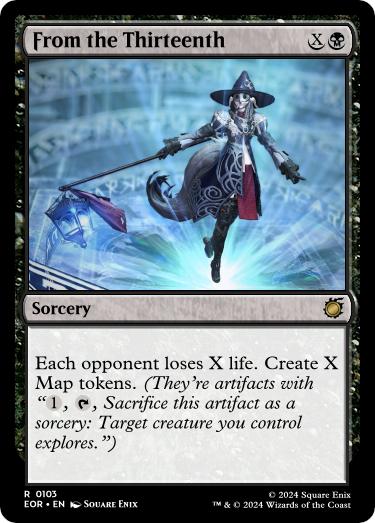 From the Thirteenth X
Sorcery
Each opponent loses X life. Create X
Map tokens. (They're artifacts with
“1, , Sacrifice this artifact as a
sorcery: Target creature you control
explores.”)
R 0103
EOR • EN SQUARE ENIX
© 2024 Square Enix
™ & © 2024 Wizards of the Coast